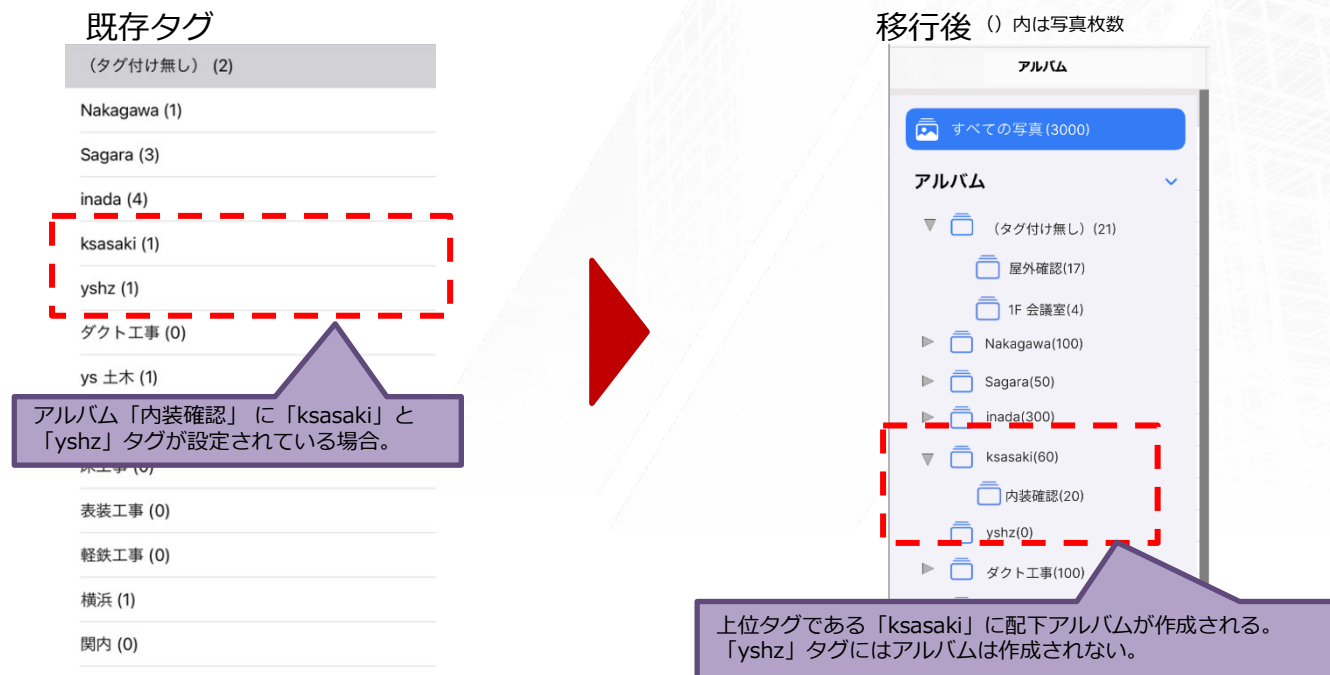 既存タグ
（タグ付け無し） (2)
Nakagawa (1)
Sagara (3)
inada (4)
ksasaki (1)
yshz (1)
ダクト工事 (0)
ys 土木 (1)
アルバム「内装確認」 に「ksasaki」と
「yshz」タグが設定されている場合。
床工事 (0)
表装工事 (0)
軽鉄工事 (0)
横浜 (1)
関内 (0)
移行後 （）内は写真枚数
アルバム
すべての写真(3000)
アルバム
（タグ付け無し）(21)
屋外確認(17)
1F 会議室(4)
Nakagawa(100)
Sagara(50)
inada(300)
ksasaki(60)
内装確認(20)
yshz(0)
ダクト工事(100)
上位タグである「ksasaki」に配下アルバムが作成される。
「yshz」タグにはアルバムは作成されない。